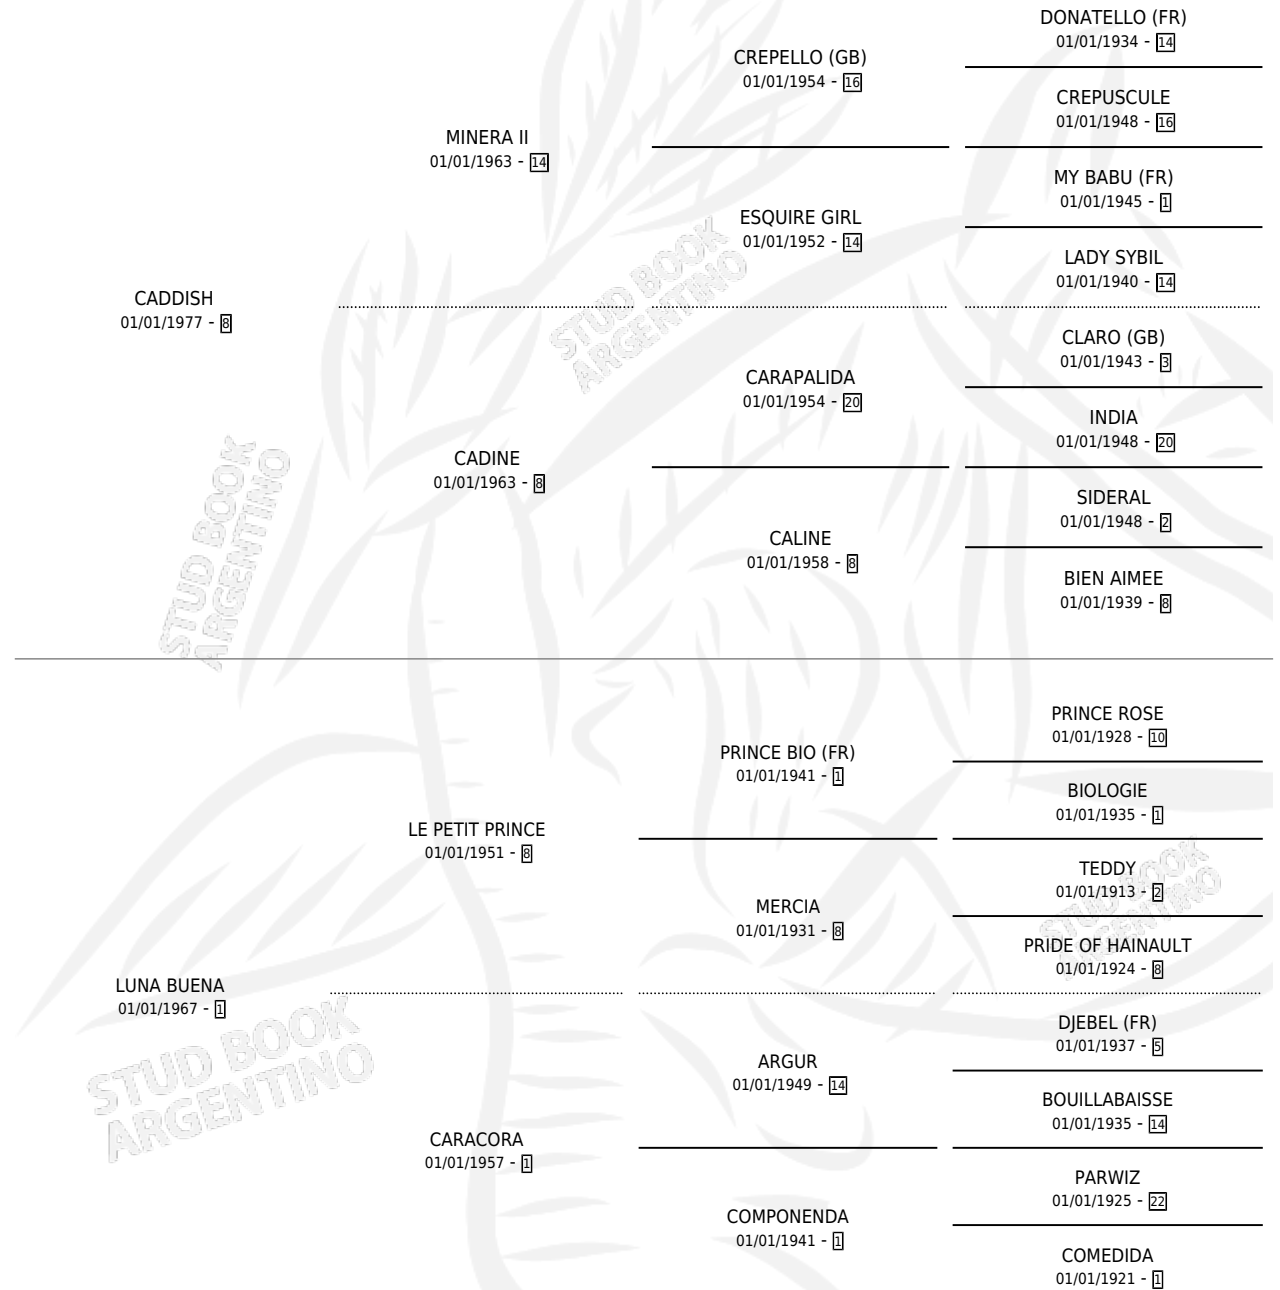 DONATELLO (FR)
01/01/1934 - 14
CREPELLO (GB)
01/01/1954 - 16
CREPUSCULE
01/01/1948 - 16
MINERA II
01/01/1963 - 14
MY BABU (FR)
01/01/1945 - 1
ESQUIRE GIRL
01/01/1952 - 14
LADY SYBIL
01/01/1940 - 14
CADDISH
01/01/1977 - 8
STUD BOOK
ARGENTINO
CLARO (GB)
01/01/1943 - 3
CARAPALIDA
01/01/1954 - 20
INDIA
01/01/1948 - 20
CADINE
01/01/1963 - 8
SIDERAL
01/01/1948 - 2
CALINE
01/01/1958 - 8
BIEN AIMEE
01/01/1939 - 8
STUD BOOK
ARGENTINO
PRINCE ROSE
01/01/1928 - 10
PRINCE BIO (FR)
01/01/1941 - 1
BIOLOGIE
01/01/1935 - 1
LE PETIT PRINCE
01/01/1951 - 8
TEDDY
01/01/1913 - 2
MERCIA
01/01/1931 - 8
STUD BOOK
ARGENTINO
PRIDE OF HAINAULT
01/01/1924 - 8
LUNA BUENA
01/01/1967 - 1
STUD BOOK
ARGENTINO
DJEBEL (FR)
01/01/1937 - 5
ARGUR
01/01/1949 - 14
BOUILLABAISSE
01/01/1935 - 14
CARACORA
01/01/1957 - 1
PARWIZ
01/01/1925 - 22
COMPONENDA
01/01/1941 - 1
COMEDIDA
01/01/1921 - 1